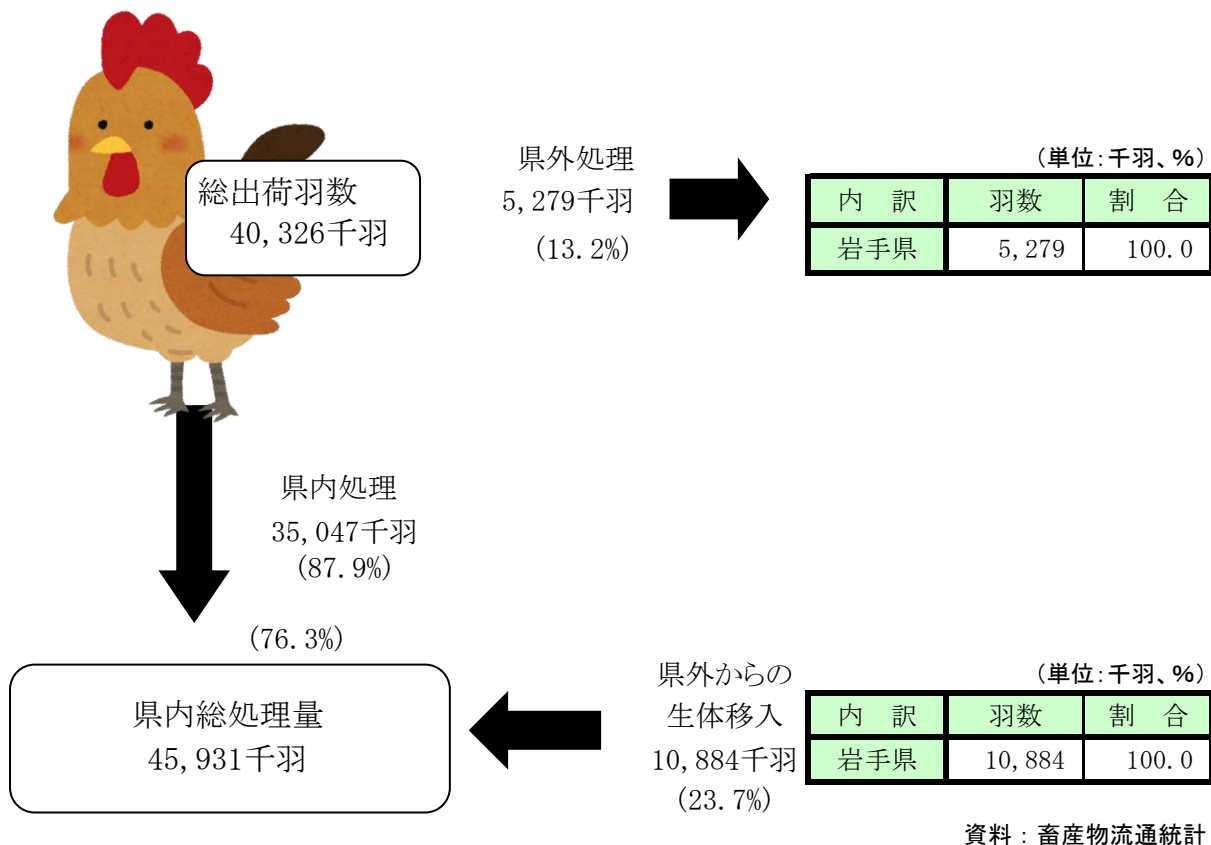 総出荷羽数
40,326千羽
県外処理
5,279千羽
(13.2%)
(単位:千羽、%)
内 訳 羽数 割 合
岩手県 5,279 100.0
県内処理
35,047千羽
(87.9%)
(76.3%)
県内総処理量
45,931千羽
県外からの
生体移入
10,884千羽
(23.7%)
(単位:千羽、%)
内 訳 羽数 割 合
岩手県 10,884 100.0
資料：畜産物流通統計